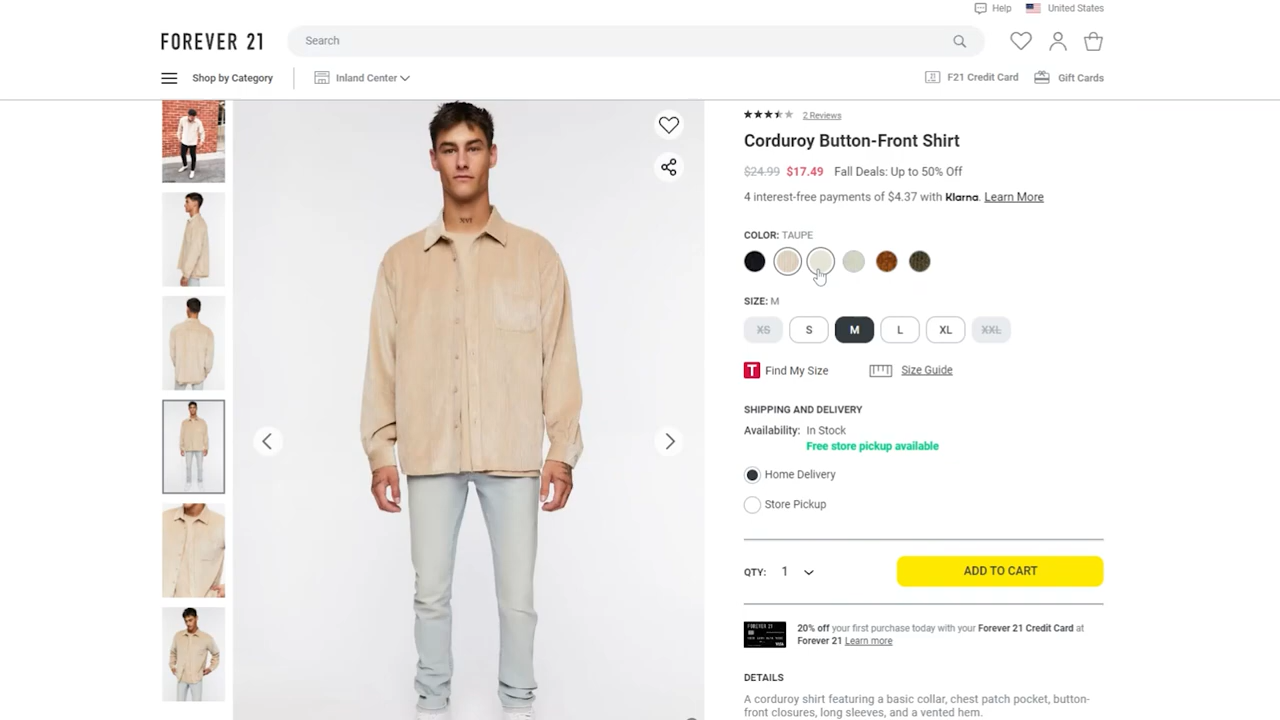 Help
United States
FOREVER 21
Search
Shop by Category
Inland Center
F21 Credit Card
Gift Cards
2 Reviews
Corduroy Button-Front Shirt
$24.99 $17.49 Fall Deals: Up to 50% Off
4 interest-free payments of $4.37 with Klarna. Learn More
COLOR: TAUPE
SIZE: M
XS S M L XL XXL
T Find My Size
Size Guide
SHIPPING AND DELIVERY
Availability: In Stock
Free store pickup available
Home Delivery
Store Pickup
QTY: 1
ADD TO CART
20% off your first purchase today with your Forever 21 Credit Card at
Forever 21 Learn more
DETAILS
A corduroy shirt featuring a basic collar, chest patch pocket, button-
front closures, long sleeves, and a vented hem.
XVI